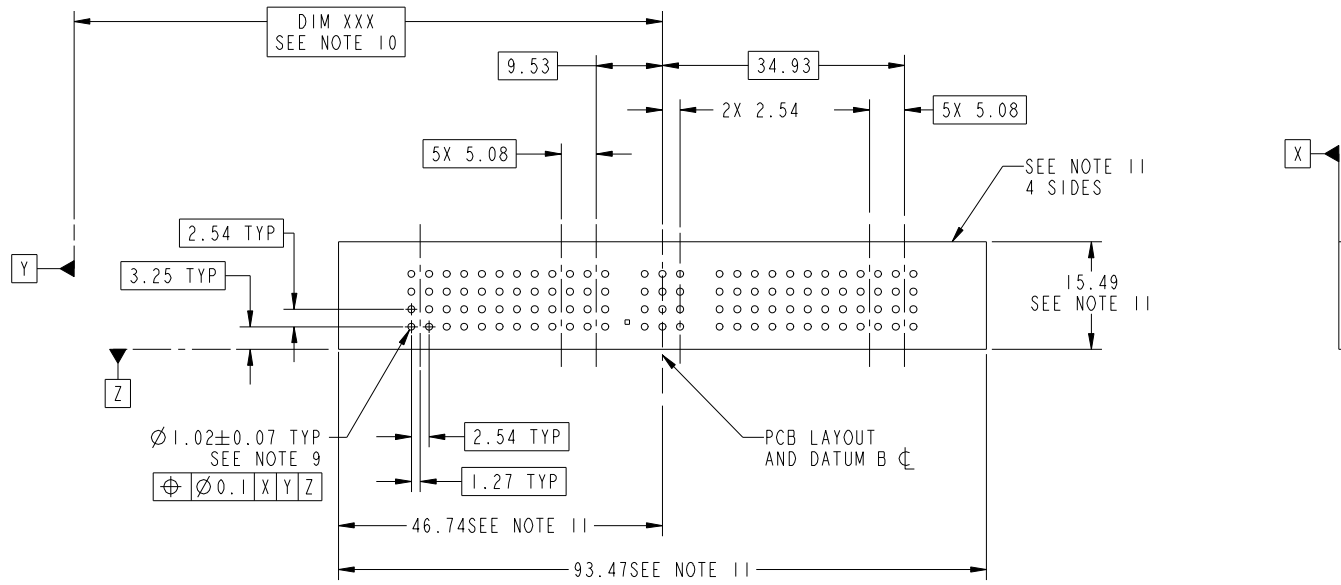 DIM XXX
SEE NOTE 10
9.53
34.93
2X 2.54
5X 5.08
5X 5.08
X
SEE NOTE 11
4 SIDES
2.54 TYP
Y
3.25 TYP
15.49
SEE NOTE 11
Z
Ø1.02±0.07 TYP
SEE NOTE 9
⌖ Ø0.1 X Y Z
2.54 TYP
1.27 TYP
PCB LAYOUT
AND DATUM B ℄
46.74SEE NOTE 11
93.47SEE NOTE 11